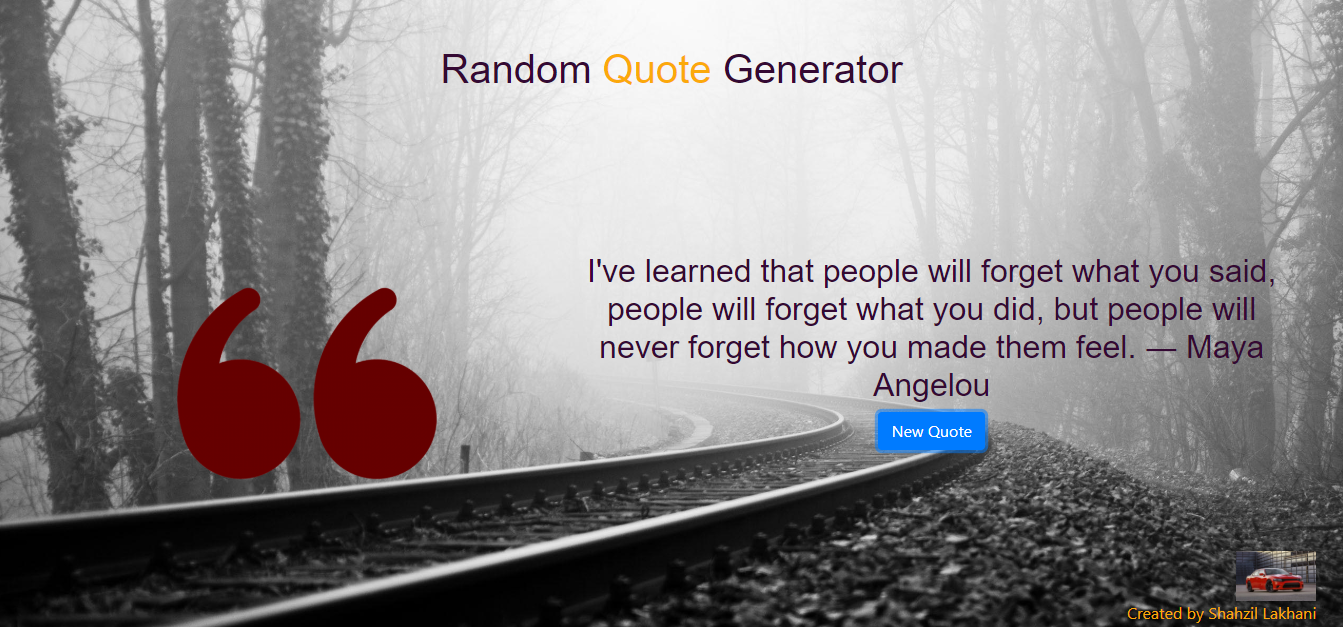 Random Quote Generator
I've learned that people will forget what you said,
people will forget what you did, but people will
never forget how you made them feel. — Maya
Angelou
New Quote
Created by Shahzil Lakhani